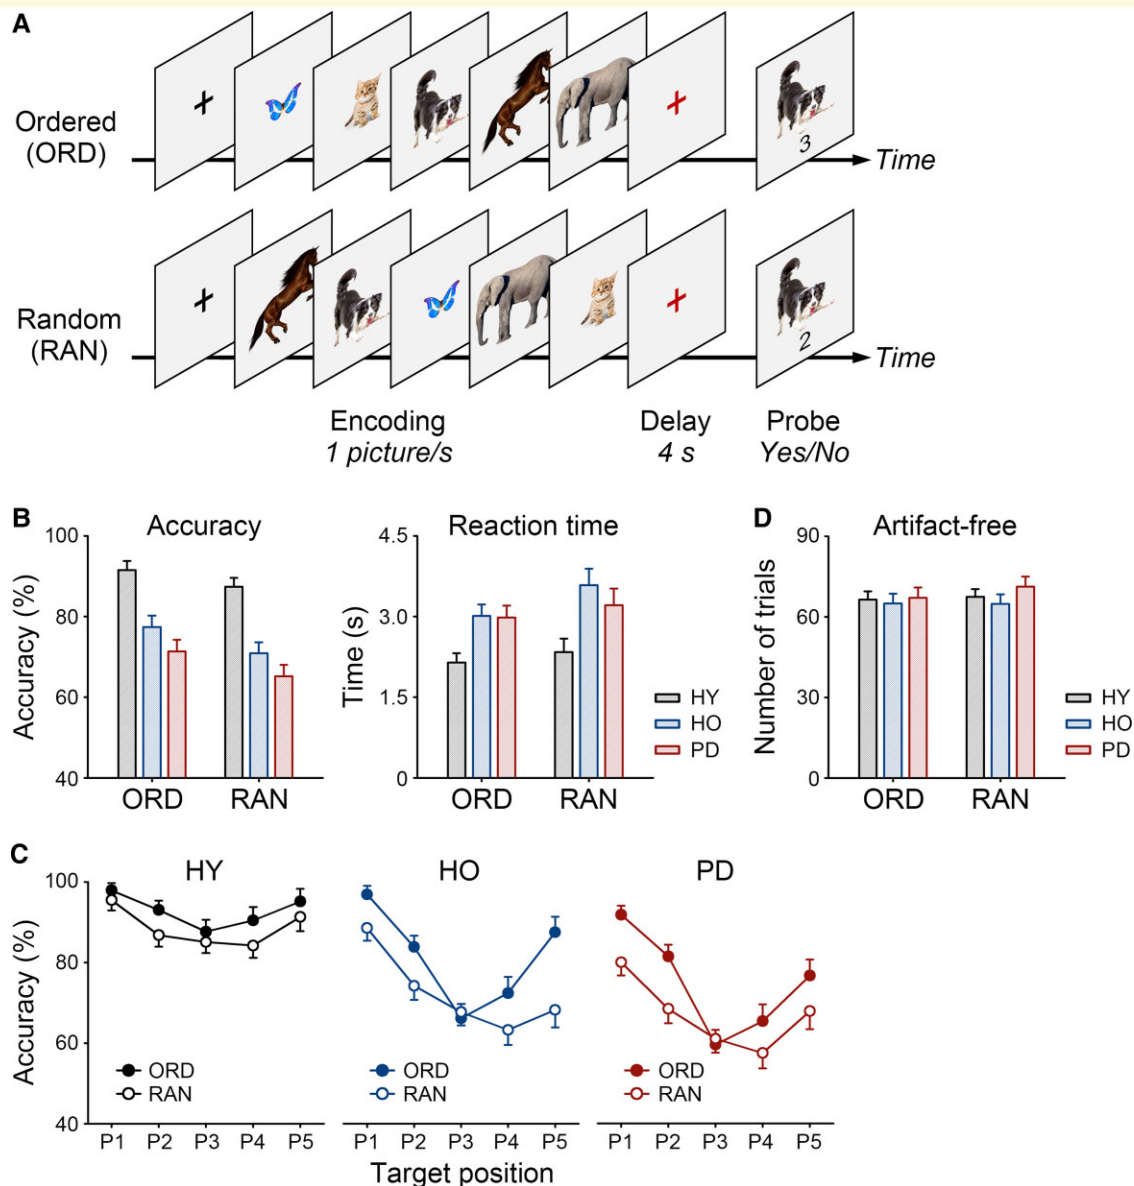 A
Ordered
(ORD)
3
Time
Random
(RAN)
2
Time
Encoding
1 picture/s
Delay
4 s
Probe
Yes/No
B
Accuracy
Accuracy (%)
100
80
60
40
ORD
RAN
Reaction time
Time (s)
4.5
3.0
1.5
0
ORD
RAN
HY
HO
PD
D
Artifact-free
Number of trials
90
60
30
0
ORD
RAN
HY
HO
PD
C
Accuracy (%)
100
80
60
40
HY
ORD
RAN
P1 P2 P3 P4 P5
HO
ORD
RAN
P1 P2 P3 P4 P5
PD
ORD
RAN
P1 P2 P3 P4 P5
Target position